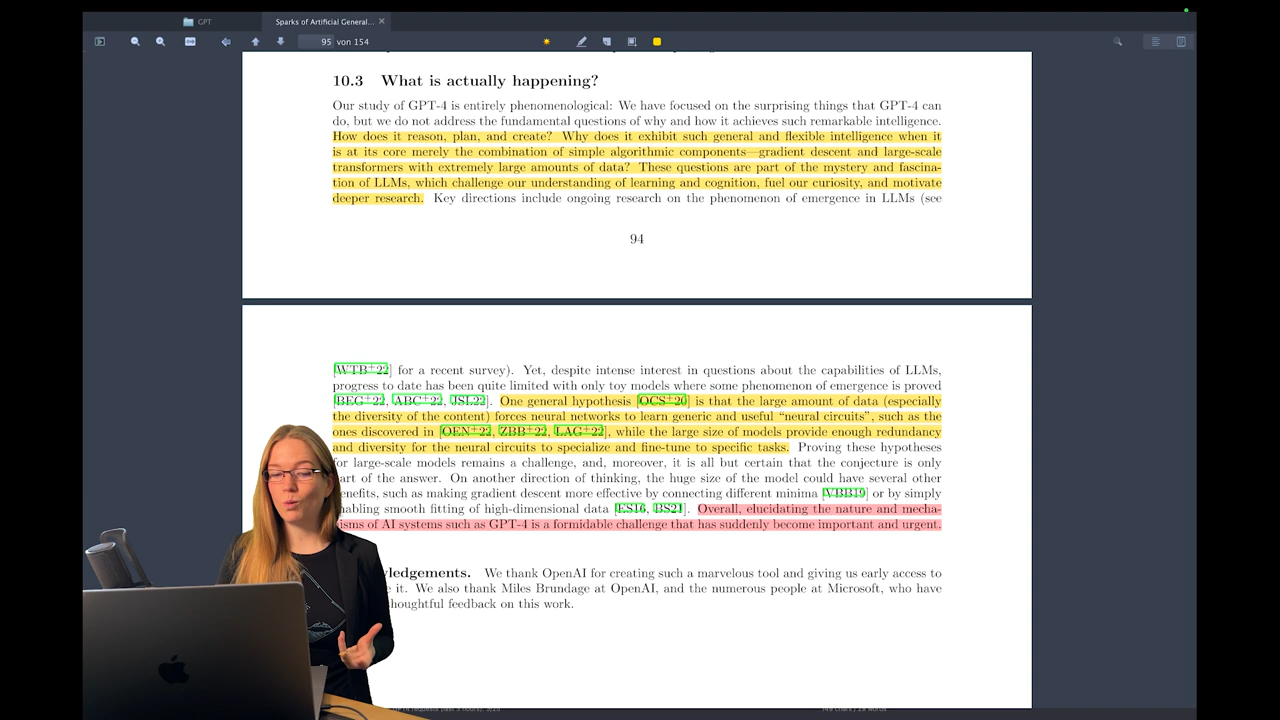 GPT
Sparks of Artificial General...
95 von 154
10.3 What is actually happening?
Our study of GPT-4 is entirely phenomenological: We have focused on the surprising things that GPT-4 can
do, but we do not address the fundamental questions of why and how it achieves such remarkable intelligence.
How does it reason, plan, and create? Why does it exhibit such general and flexible intelligence when it
is at its core merely the combination of simple algorithmic components—gradient descent and large-scale
transformers with extremely large amounts of data? These questions are part of the mystery and fascina-
tion of LLMs, which challenge our understanding of learning and cognition, fuel our curiosity, and motivate
deeper research. Key directions include ongoing research on the phenomenon of emergence in LLMs (see
94
[WTB+22] for a recent survey). Yet, despite intense interest in questions about the capabilities of LLMs,
progress to date has been quite limited with only toy models where some phenomenon of emergence is proved
[BEG+22, ABC+22, JSL22]. One general hypothesis [OCS+20] is that the large amount of data (especially
the diversity of the content) forces neural networks to learn generic and useful “neural circuits”, such as the
ones discovered in [OEN+22, ZBB+22, LAG+22], while the large size of models provide enough redundancy
and diversity for the neural circuits to specialize and fine-tune to specific tasks. Proving these hypotheses
for large-scale models remains a challenge, and, moreover, it is all but certain that the conjecture is only
art of the answer. On another direction of thinking, the huge size of the model could have several other
enefits, such as making gradient descent more effective by connecting different minima [VBB19] or by simply
nabling smooth fitting of high-dimensional data [ES16, BS21]. Overall, elucidating the nature and mecha-
isms of AI systems such as GPT-4 is a formidable challenge that has suddenly become important and urgent.
ledgements. We thank OpenAI for creating such a marvelous tool and giving us early access to
e it. We also thank Miles Brundage at OpenAI, and the numerous people at Microsoft, who have
houghtful feedback on this work.